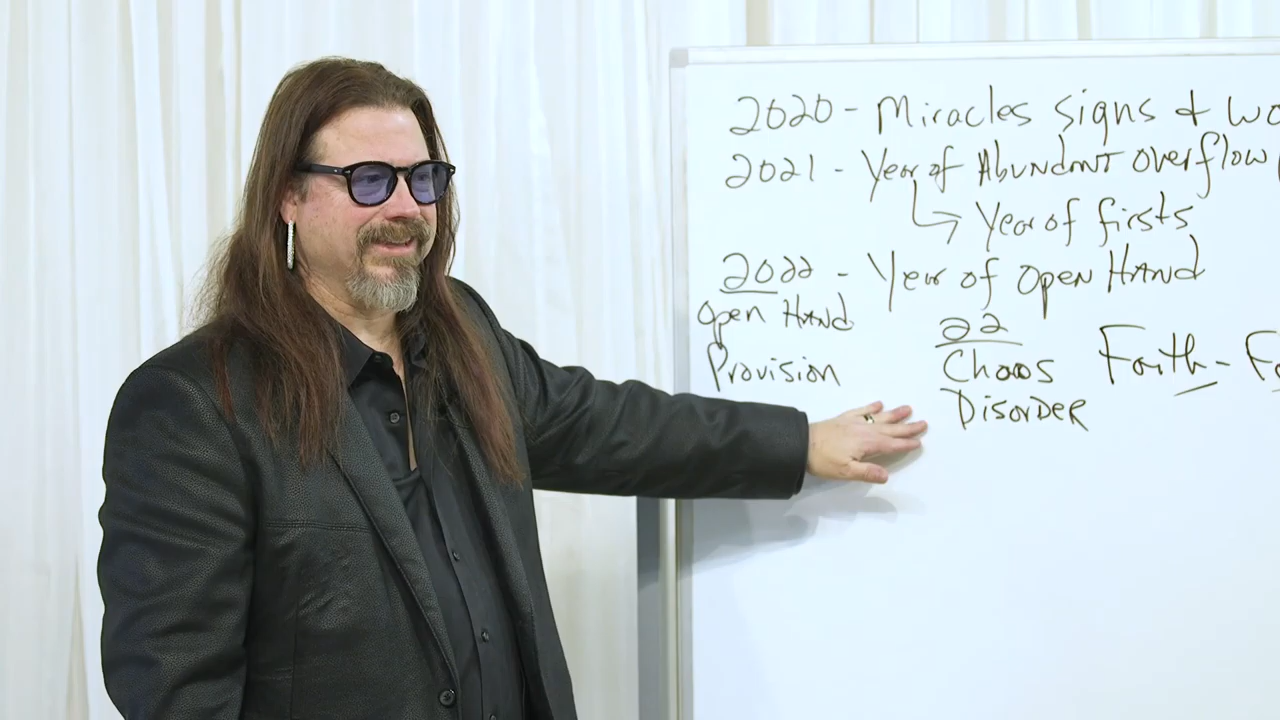 2020 - Miracles Signs + Wo
2021 - Year of Abundant overflow
Year of firsts
2022 - Year of Open Hand
Open Hand
Provision
22
Chaos
Disorder
Faith - F